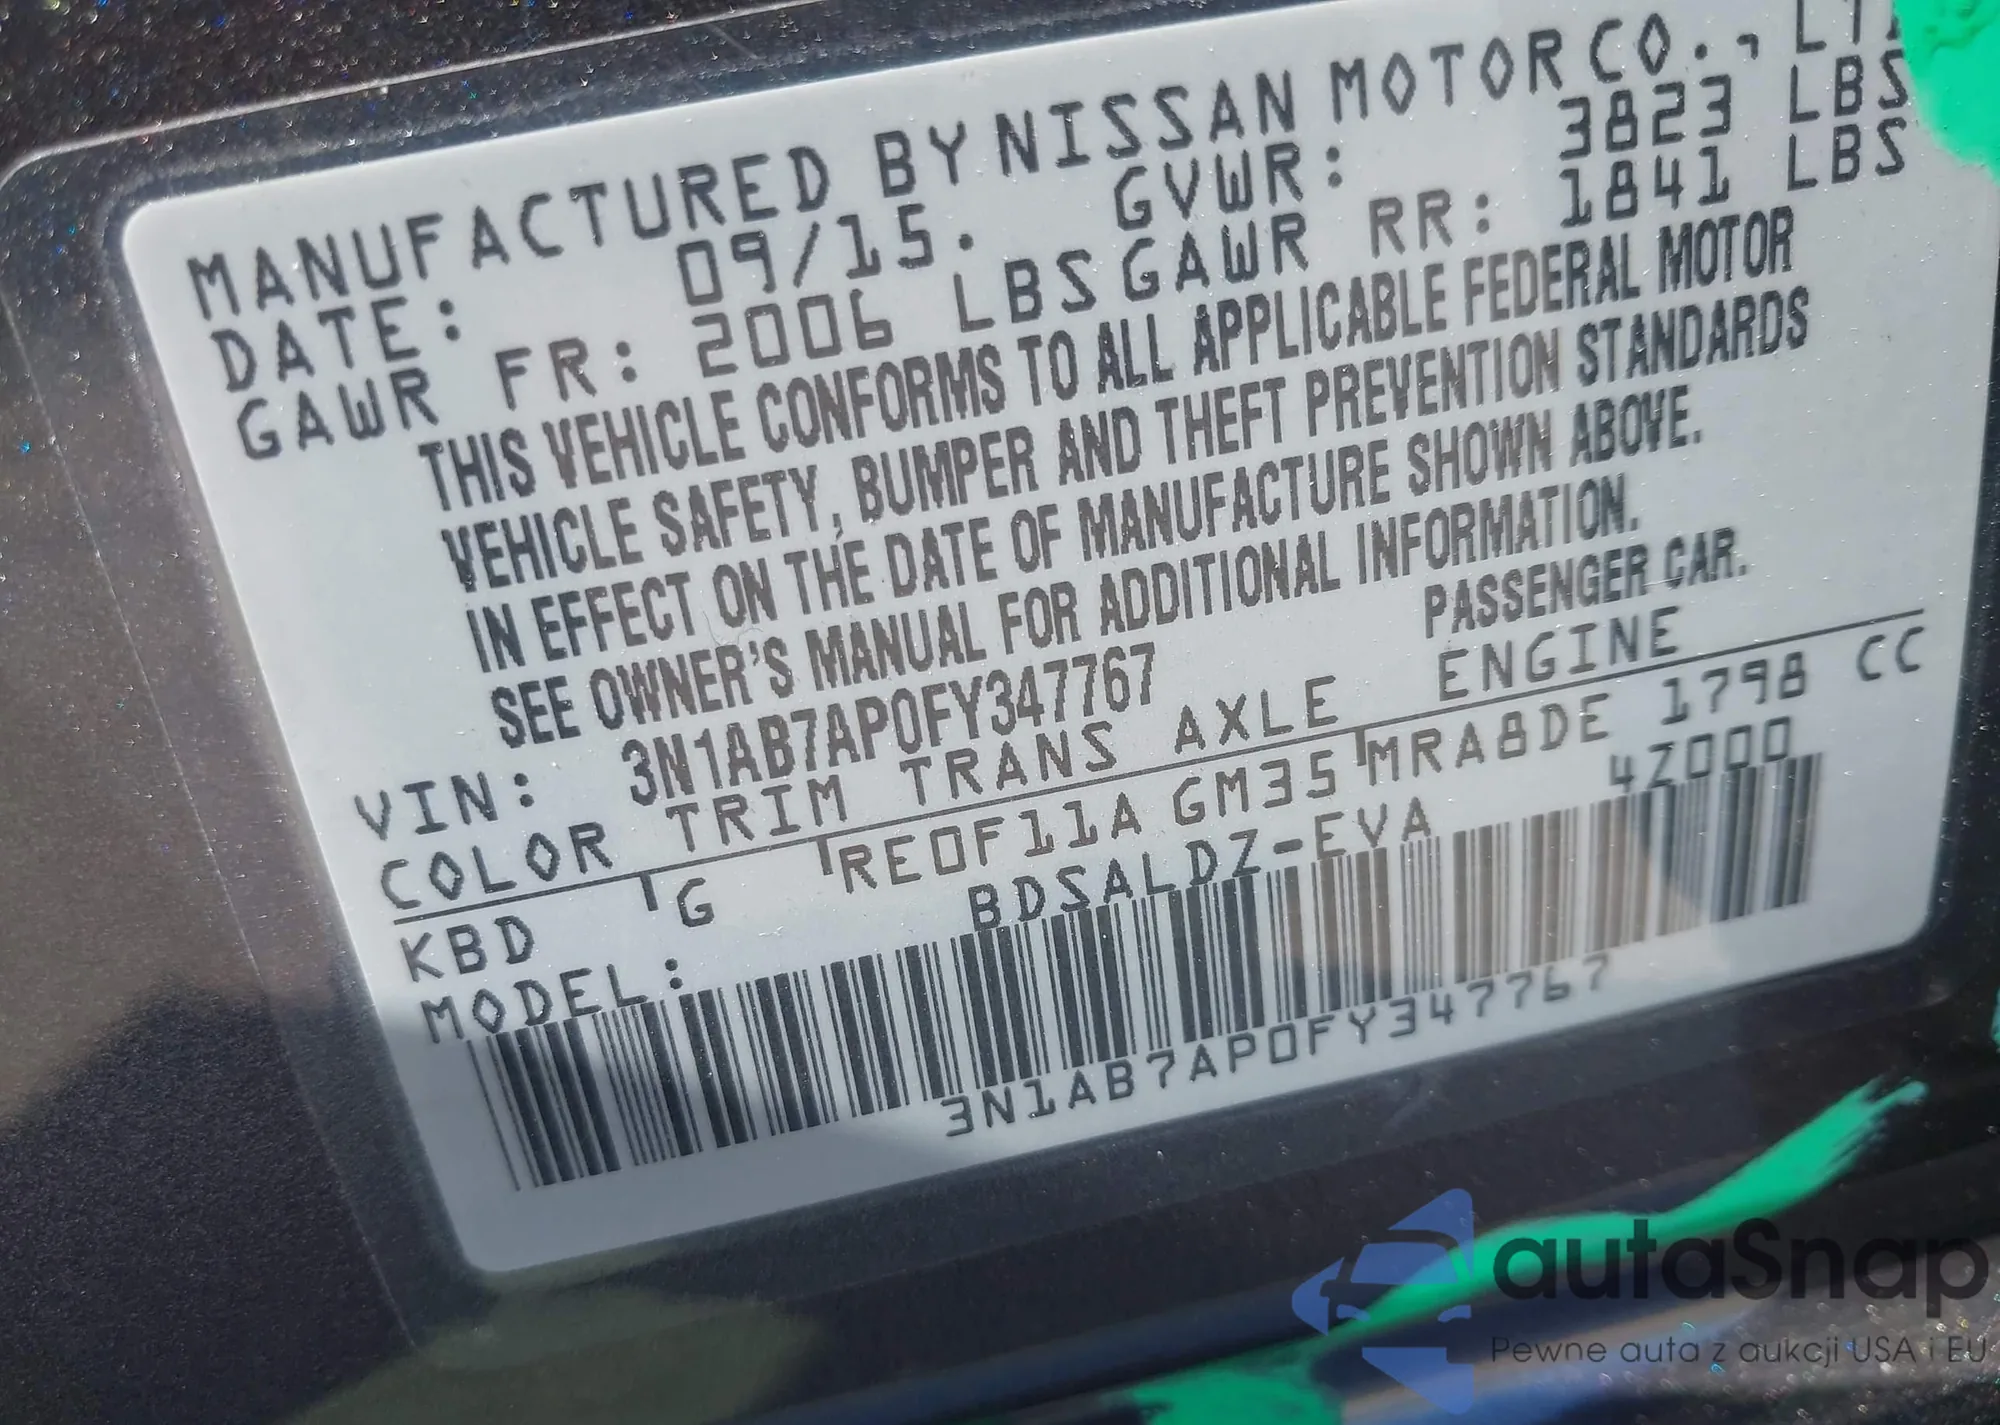 MANUFACTURED BY NISSAN MOTOR CO.,
DATE: 09/15. GVWR: 3823 LBS
GAWR FR: 2006 LBS GAWR RR: 1841 LBS
THIS VEHICLE CONFORMS TO ALL APPLICABLE FEDERAL MOTOR
VEHICLE SAFETY, BUMPER AND THEFT PREVENTION STANDARDS
IN EFFECT ON THE DATE OF MANUFACTURE SHOWN ABOVE.
SEE OWNER'S MANUAL FOR ADDITIONAL INFORMATION.
VIN: 3N1AB7AP0FY347767 PASSENGER CAR.
COLOR TRIM TRANS AXLE ENGINE
KBD G RE0F11A GM35 MRA8DE 1798 CC
MODEL: BDSALDZ-EVA 4Z000
3N1AB7AP0FY347767
autaSnap
Pewne auta z aukcji USA i EU